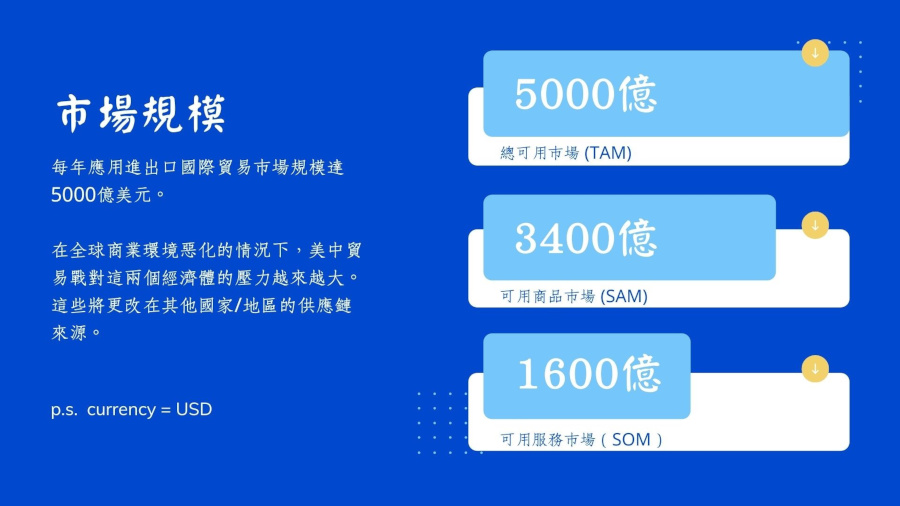 市場規模
每年應用進出口國際貿易市場規模達
5000億美元。
在全球商業環境惡化的情況下，美中貿
易戰對這兩個經濟體的壓力越來越大。
這些將更改在其他國家/地區的供應鏈
來源。
p.s. currency = USD
5000億
總可用市場 (TAM)
3400億
可用商品市場 (SAM)
1600億
可用服務市場 ( SOM )